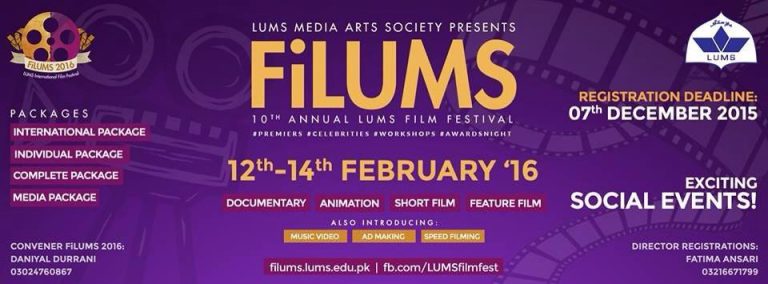 FiLUMS 2016
LUMS International Film Festival
PACKAGES
INTERNATIONAL PACKAGE
INDIVIDUAL PACKAGE
COMPLETE PACKAGE
MEDIA PACKAGE
CONVENER FiLUMS 2016:
DANIYAL DURRANI
03024760867
LUMS MEDIA ARTS SOCIETY PRESENTS
FiLUMS
10TH ANNUAL LUMS FILM FESTIVAL
#PREMIERS #CELEBRITIES #WORKSHOPS #AWARDSNIGHT
12th-14th FEBRUARY '16
DOCUMENTARY ANIMATION SHORT FILM FEATURE FILM
ALSO INTRODUCING:
MUSIC VIDEO AD MAKING SPEED FILMING
filums.lums.edu.pk | fb.com/LUMSfilmfest
LUMS
REGISTRATION DEADLINE:
07th DECEMBER 2015
EXCITING
SOCIAL EVENTS!
DIRECTOR REGISTRATIONS:
FATIMA ANSARI
03216671799